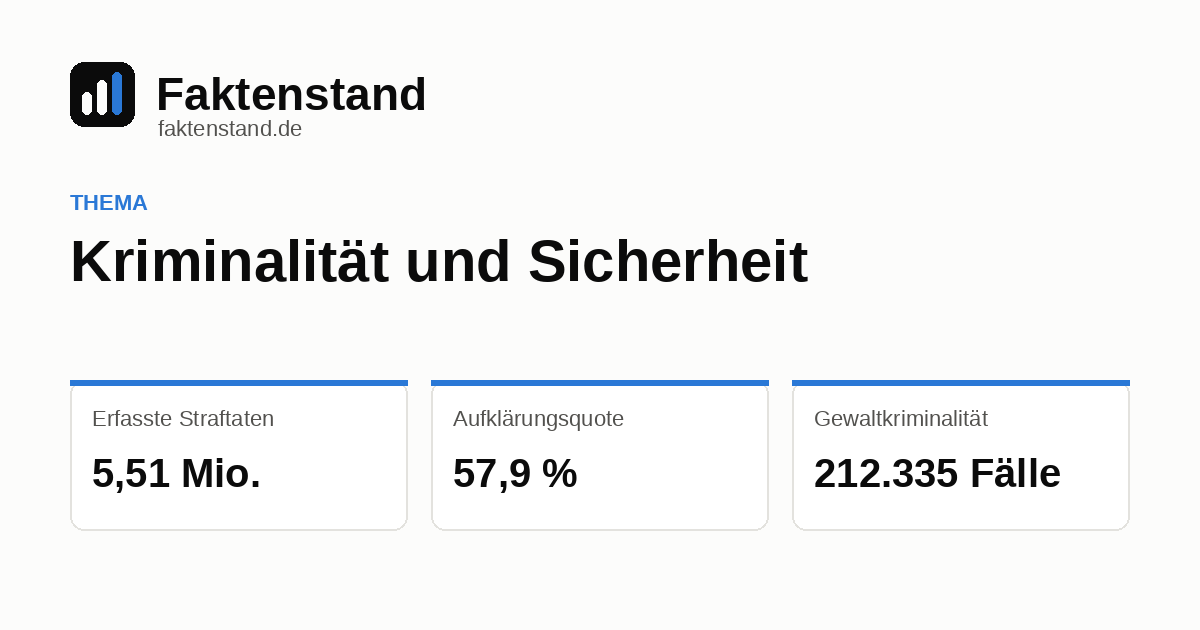 Faktenstand
faktenstand.de
THEMA
Kriminalität und Sicherheit
Erfasste Straftaten
5,51 Mio.
Aufklärungsquote
57,9 %
Gewaltkriminalität
212.335 Fälle